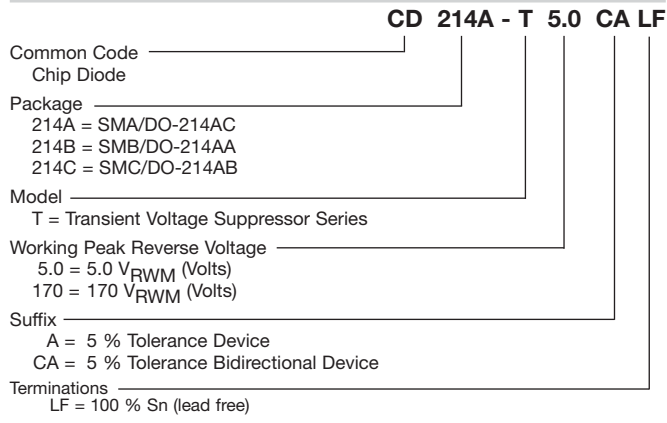 CD 214A - T 5.0 CA LF
Common Code
Chip Diode
Package
214A = SMA/DO-214AC
214B = SMB/DO-214AA
214C = SMC/DO-214AB
Model
T = Transient Voltage Suppressor Series
Working Peak Reverse Voltage
5.0 = 5.0 VRWM (Volts)
170 = 170 VRWM (Volts)
Suffix
A = 5 % Tolerance Device
CA = 5 % Tolerance Bidirectional Device
Terminations
LF = 100 % Sn (lead free)